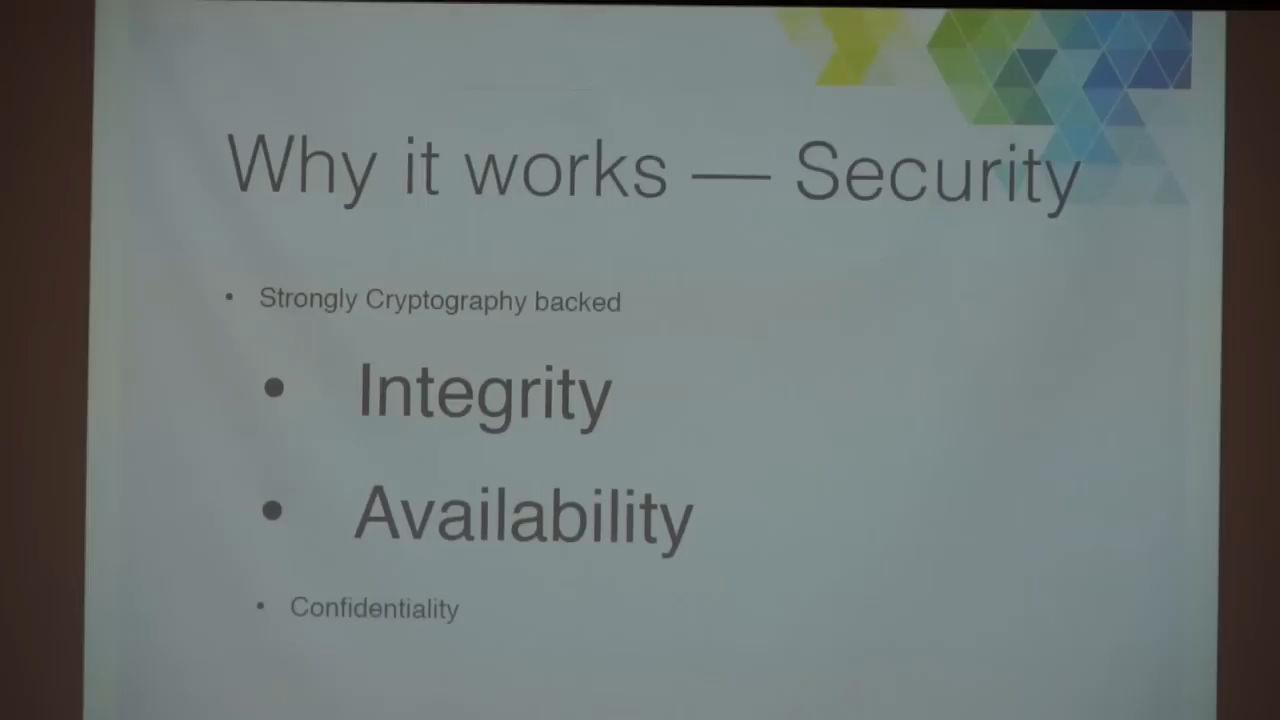 Why it works — Security
• Strongly Cryptography backed
• Integrity
• Availability
• Confidentiality